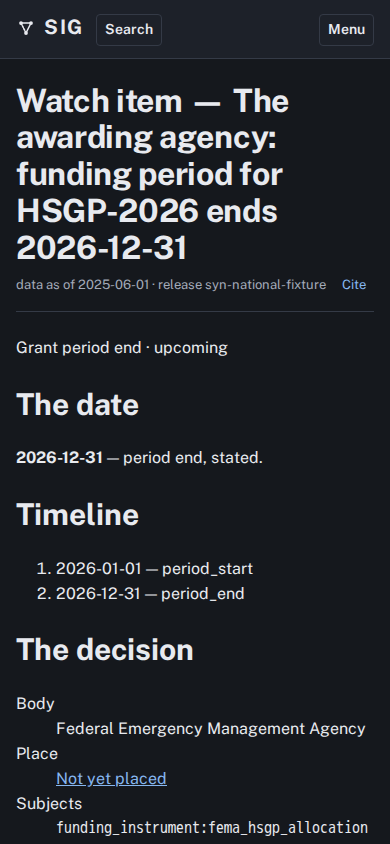 SIG Search Menu
Watch item — The
awarding agency:
funding period for
HSGP-2026 ends
2026-12-31
data as of 2025-06-01 · release syn-national-fixture Cite
Grant period end · upcoming
The date
2026-12-31 — period end, stated.
Timeline
1. 2026-01-01 — period_start
2. 2026-12-31 — period_end
The decision
Body
Federal Emergency Management Agency
Place
Not yet placed
Subjects
funding_instrument:fema_hsgp_allocation